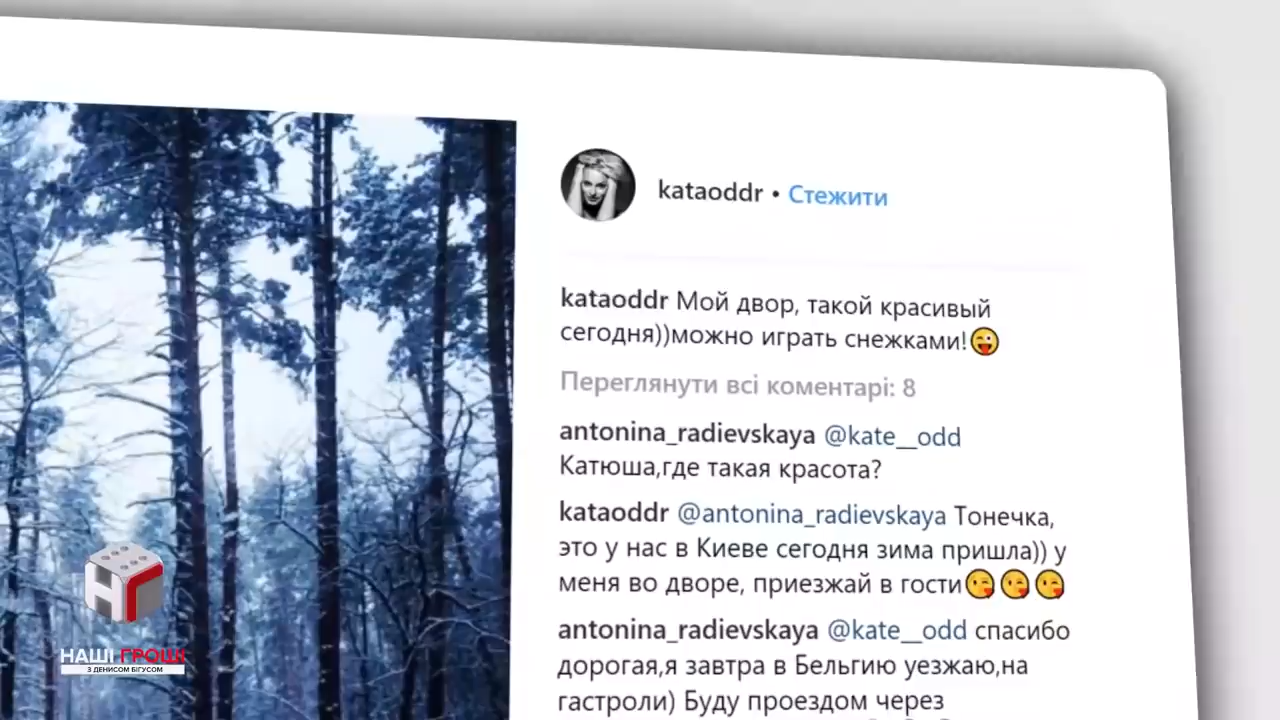 kataoddr • Стежити
kataoddr Мой двор, такой красивый
сегодня))можно играть снежками!😜
Переглянути всі коментарі: 8
antonina_radievskaya @kate__odd
Катюша,где такая красота?
kataoddr @antonina_radievskaya Тонечка,
это у нас в Киеве сегодня зима пришла)) у
меня во дворе, приезжай в гости😘😘😘
antonina_radievskaya @kate__odd спасибо
дорогая,я завтра в Бельгию уезжаю,на
гастроли) Буду проездом через
НАШІ ГРОШІ
З ДЕНИСОМ БІГУСОМ